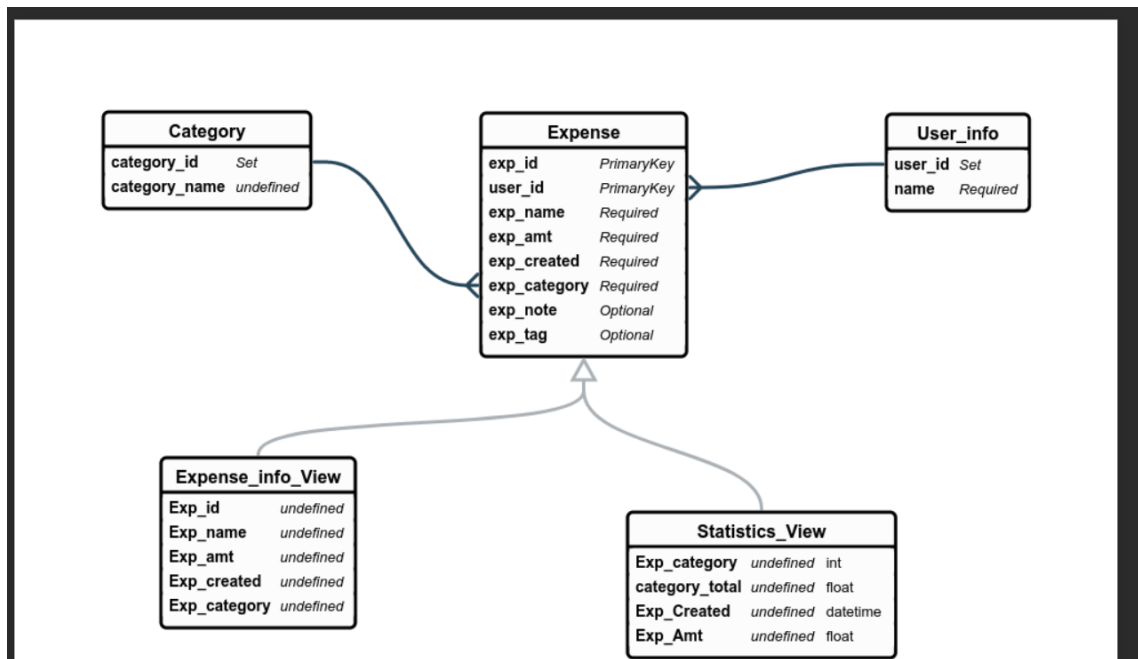 Category
category_id Set
category_name undefined
Expense
exp_id PrimaryKey
user_id PrimaryKey
exp_name Required
exp_amt Required
exp_created Required
exp_category Required
exp_note Optional
exp_tag Optional
User_info
user_id Set
name Required
Expense_info_View
Exp_id undefined
Exp_name undefined
Exp_amt undefined
Exp_created undefined
Exp_category undefined
Statistics_View
Exp_category undefined int
category_total undefined float
Exp_Created undefined datetime
Exp_Amt undefined float